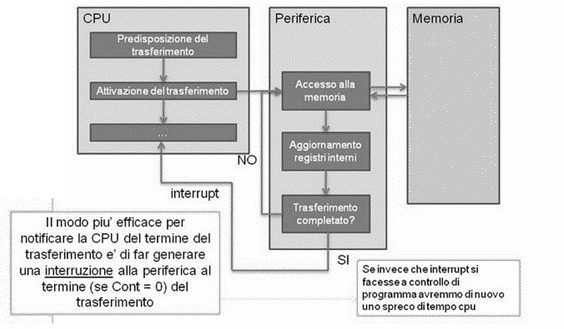 CPU
Periferica
Memoria
Predisposizione del
trasferimento
Attivazione del trasferimento
...
Accesso alla
memoria
Aggiornamento
registri interni
Trasferimento
completato?
NO
interrupt
SI
Il modo piu' efficace per
notificare la CPU del termine del
trasferimento e' di far generare
una interruzione alla periferica al
termine (se Cont = 0) del
trasferimento
Se invece che interrupt si
facesse a controllo di
programma avremmo di nuovo
uno spreco di tempo cpu